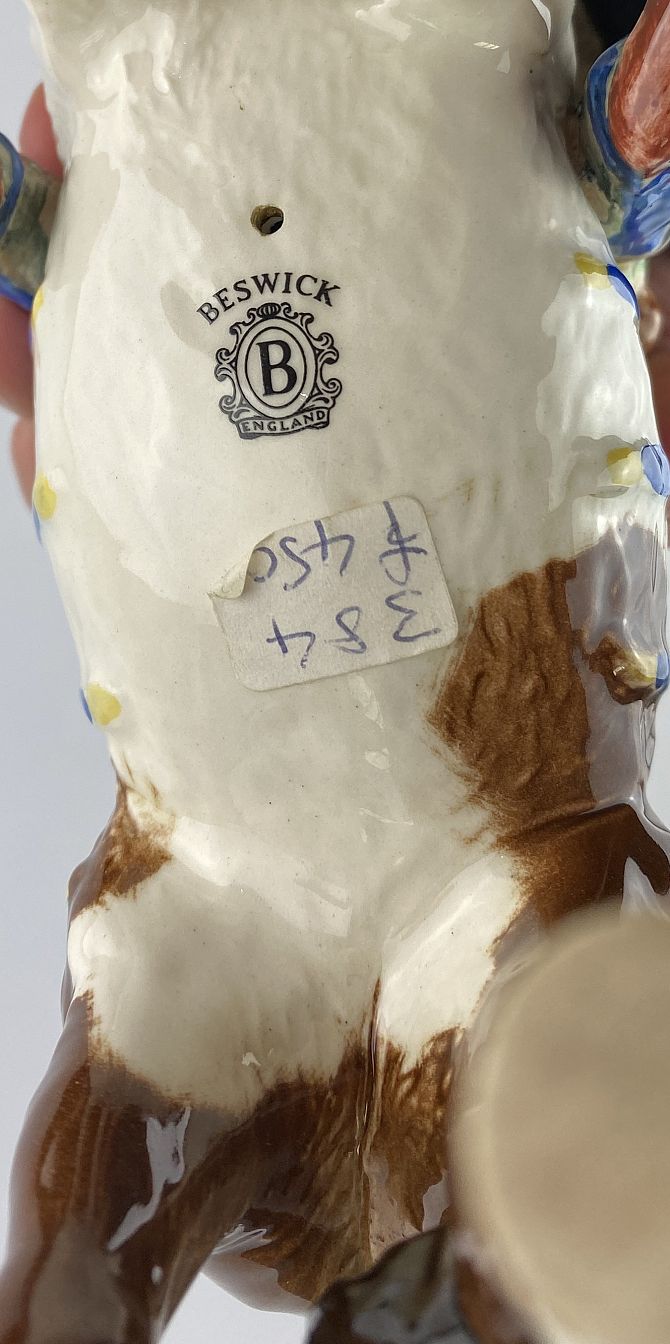 BESWICK
B
ENGLAND
384
£ 450